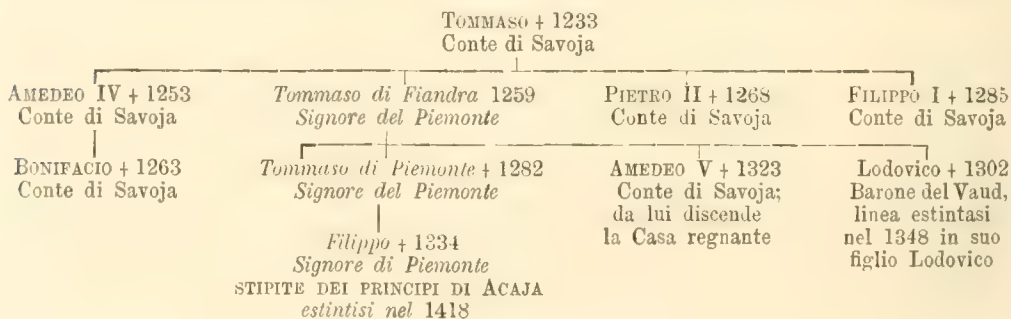 TOMMASO + 1233
Conte di Savoja
AMEDEO IV + 1253
Conte di Savoja
Tommaso di Fiandra 1259
Signore del Piemonte
PIETRO II + 1268
Conte di Savoja
FILIPPO I + 1285
Conte di Savoja
BONIFACIO + 1263
Conte di Savoja
Tommaso di Piemonte + 1282
Signore del Piemonte
AMEDEO V + 1323
Conte di Savoja;
da lui discende
la Casa regnante
Lodovico + 1302
Barone del Vaud,
linea estintasi
nel 1348 in suo
figlio Lodovico
Filippo + 1334
Signore di Piemonte
STIPITE DEI PRINCIPI DI ACAJA
estintisi nel 1418